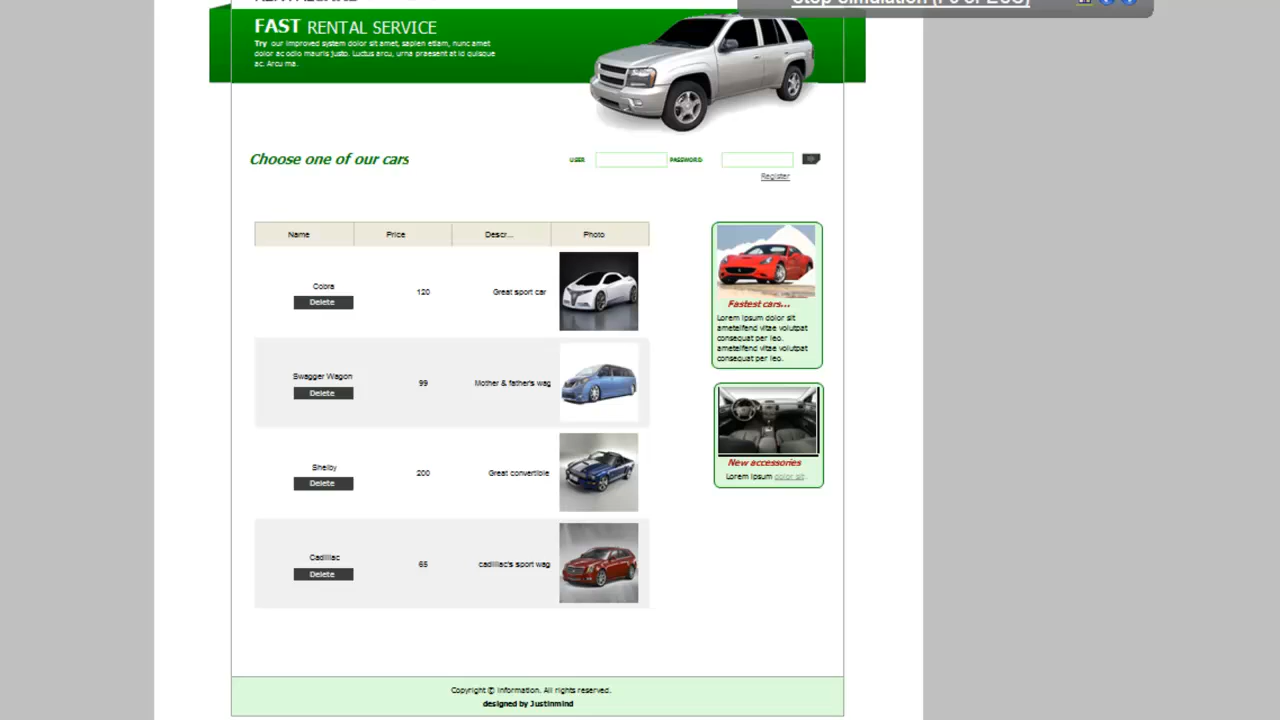 Stop Simulation (F5 or ESC)
FAST RENTAL SERVICE
Try our improved system dolor sit amet, sapien etiam, nunc amet
dolor ac odio mauris justo. Luctus arcu, urna praesent at id quisque
ac. Arcu ma.
Choose one of our cars
USER PASSWORD
Register
Name Price Descr... Photo
Cobra 120 Great sport car
Delete
Swagger Wagon 99 Mother & father's wag
Delete
Shelby 200 Great convertible
Delete
Cadillac 65 cadillac's sport wag
Delete
Fastest cars...
Lorem ipsum dolor sit
ametelfend vitae volutpat
consequat per leo.
ametelfend vitae volutpat
consequat per leo.
New accessories
Lorem ipsum dolor sit .
Copyright © Information. All rights reserved.
designed by Justinmind